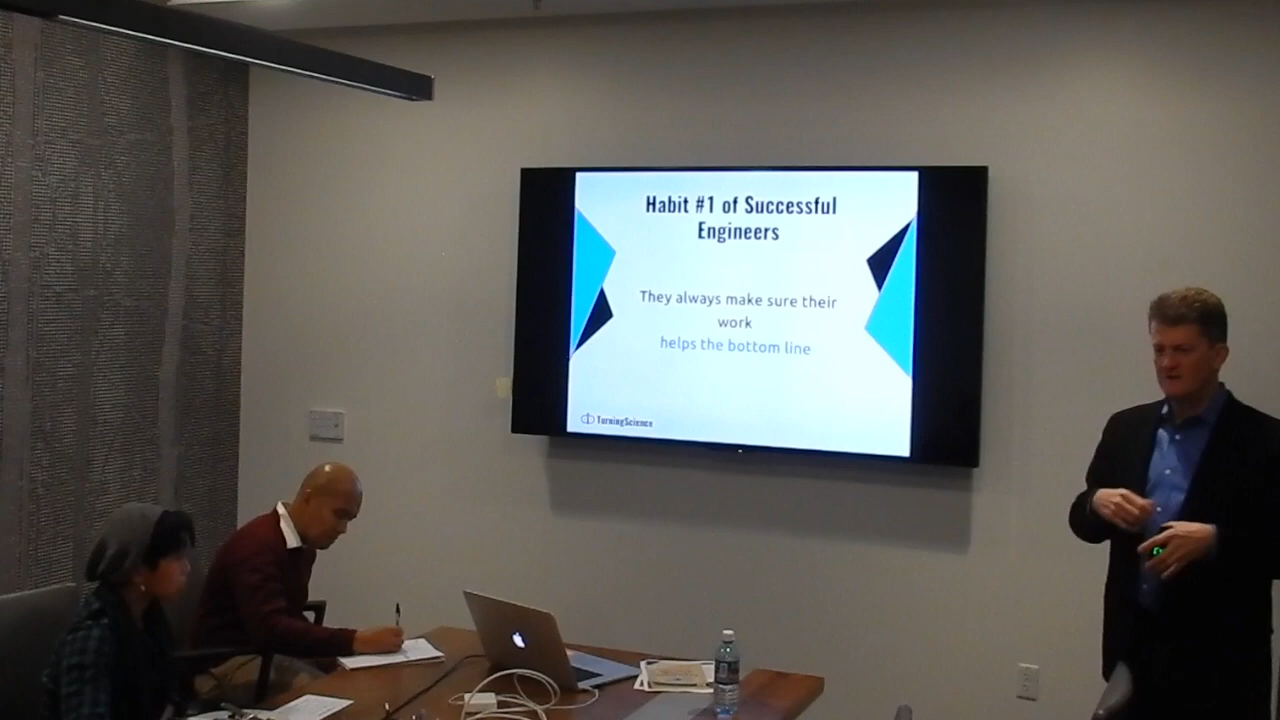 Habit #1 of Successful
Engineers
They always make sure their
work
helps the bottom line
TurningScience